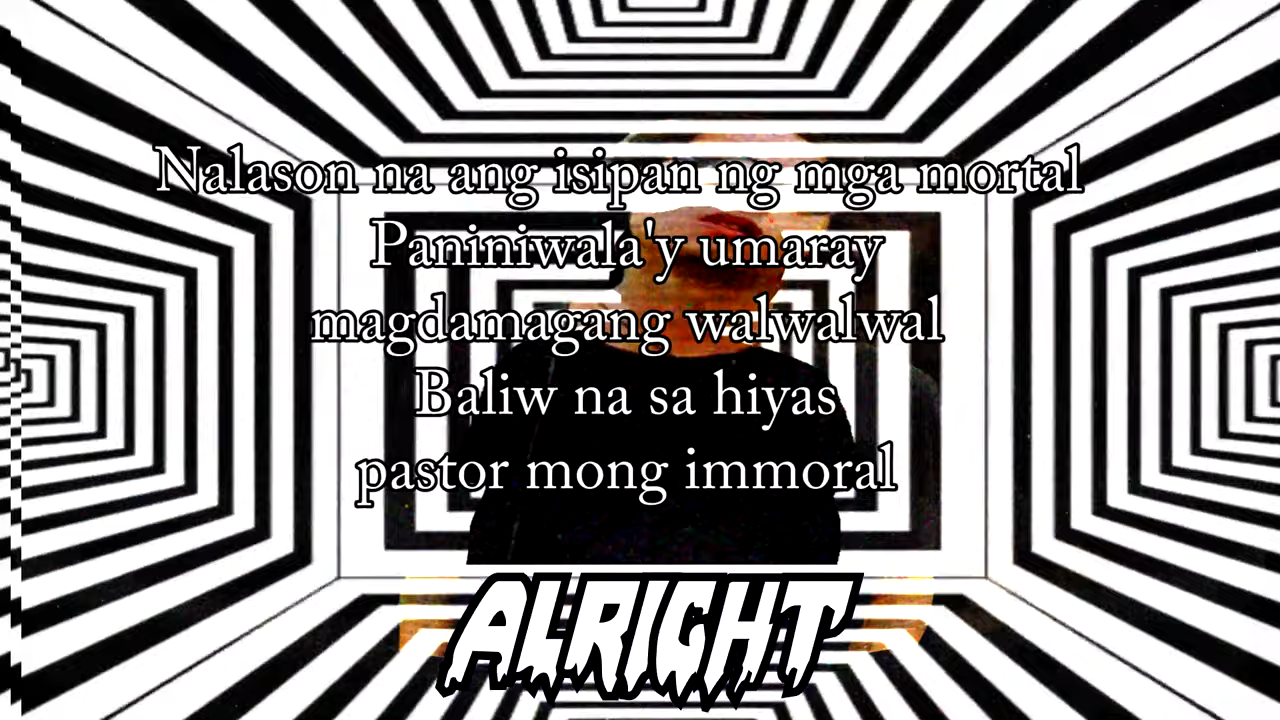 Nalason na ang isipan ng mga mortal
Paniniwala'y umaray
magdamagang walwalwal
Baliw na sa hiyas
pastor mong immoral
ALRIGHT